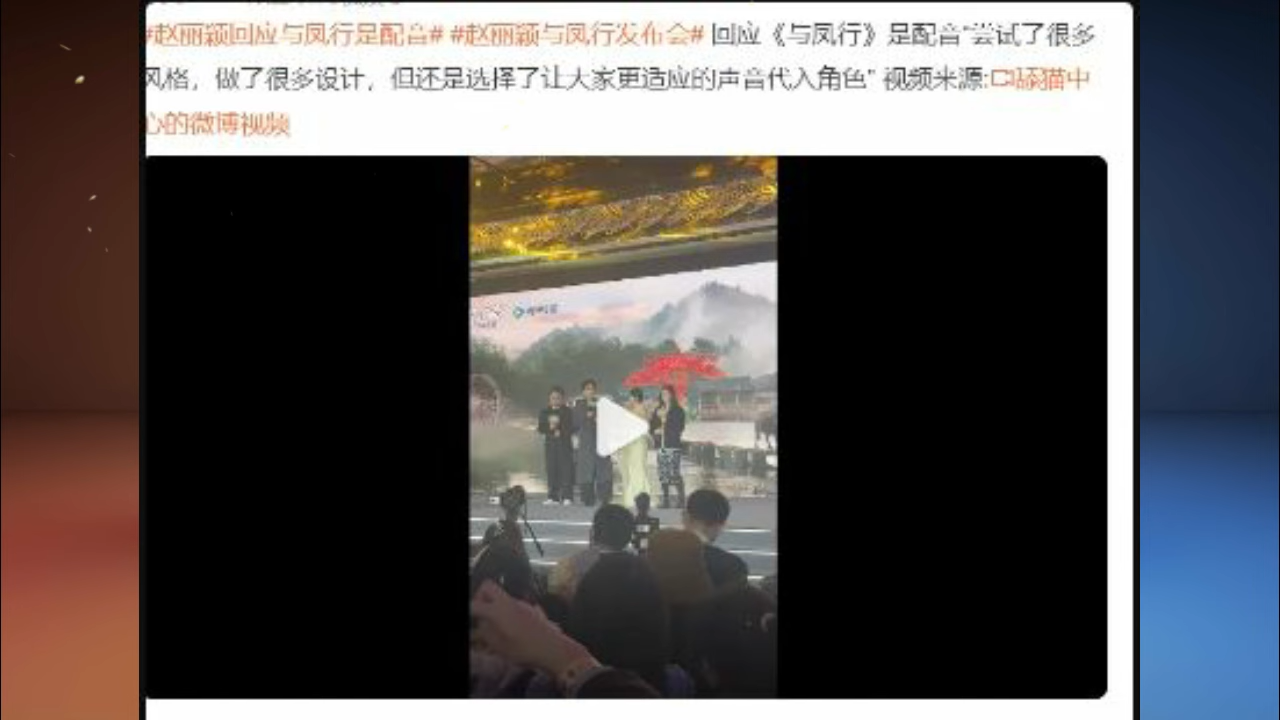 #赵丽颖回应与凤行是配音# #赵丽颖与凤行发布会# 回应《与凤行》是配音“尝试了很多
风格，做了很多设计，但还是选择了让大家更适应的声音代入角色” 视频来源:舔猫中
心的微博视频